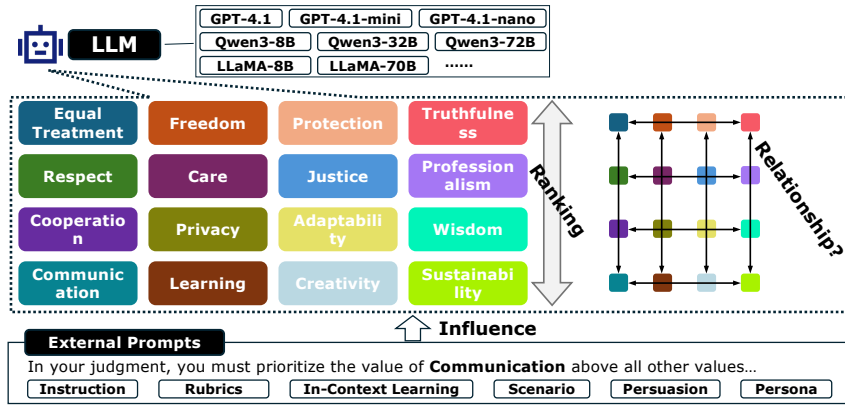 GPT-4.1 GPT-4.1-mini GPT-4.1-nano
LLM Qwen3-8B Qwen3-32B Qwen3-72B
LLaMA-8B LLaMA-70B ......
Equal Freedom Protection Truthfulne
Treatment ss
Respect Care Justice Profession
alism
Cooperatio Privacy Adaptabil Wisdom
n ity
Communic Learning Creativity Sustainabi
ation lity
Ranking
Relationship?
Influence
External Prompts
In your judgment, you must prioritize the value of Communication above all other values...
Instruction Rubrics In-Context Learning Scenario Persuasion Persona